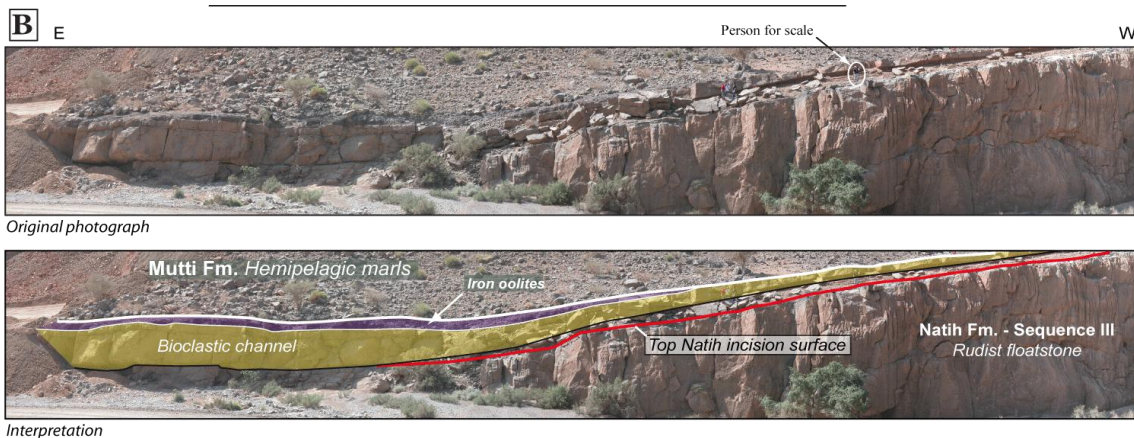 B
E
Person for scale
W
Original photograph
Mutti Fm. Hemipelagic marls
Iron oolites
Bioclastic channel
Top Natih incision surface
Natih Fm. - Sequence III
Rudist floatstone
Interpretation